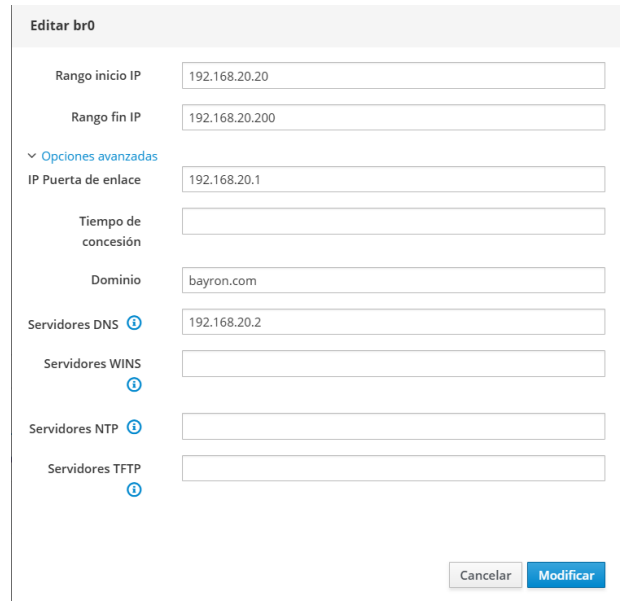 Editar br0
Rango inicio IP 192.168.20.20
Rango fin IP 192.168.20.200
Opciones avanzadas
IP Puerta de enlace 192.168.20.1
Tiempo de
concesión
Dominio bayron.com
Servidores DNS 192.168.20.2
Servidores WINS
Servidores NTP
Servidores TFTP
Cancelar Modificar